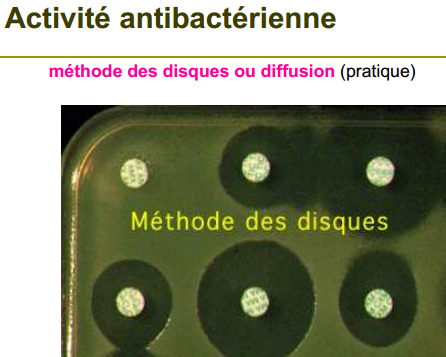 Activité antibactérienne
méthode des disques ou diffusion (pratique)
Méthode des disques